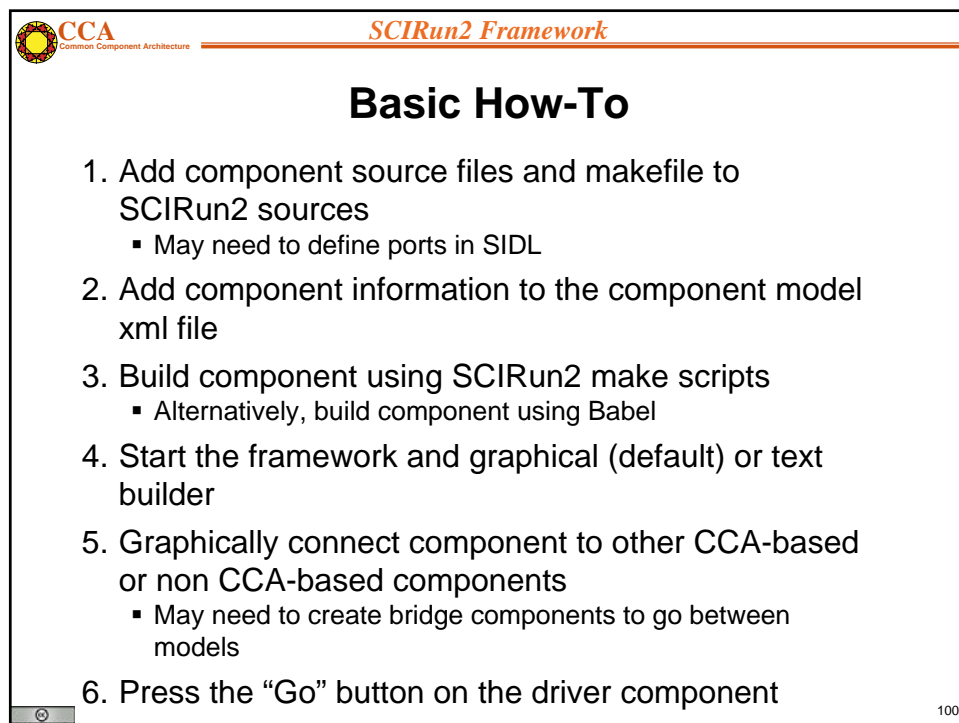 CCA
Common Component Architecture
SCIRun2 Framework
Basic How-To
1. Add component source files and makefile to
SCIRun2 sources
▪ May need to define ports in SIDL
2. Add component information to the component model
xml file
3. Build component using SCIRun2 make scripts
▪ Alternatively, build component using Babel
4. Start the framework and graphical (default) or text
builder
5. Graphically connect component to other CCA-based
or non CCA-based components
▪ May need to create bridge components to go between
models
6. Press the “Go” button on the driver component
cc
100